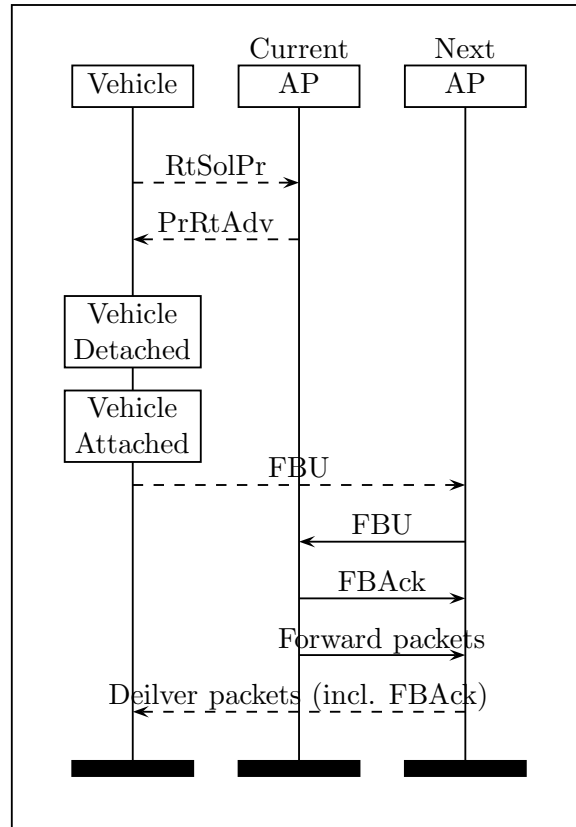 Current
Next
Vehicle
AP
AP
RtSolPr
PrRtAdv
Vehicle
Detached
Vehicle
Attached
FBU
FBU
FBAck
Forward packets
Deilver packets (incl. FBAck)